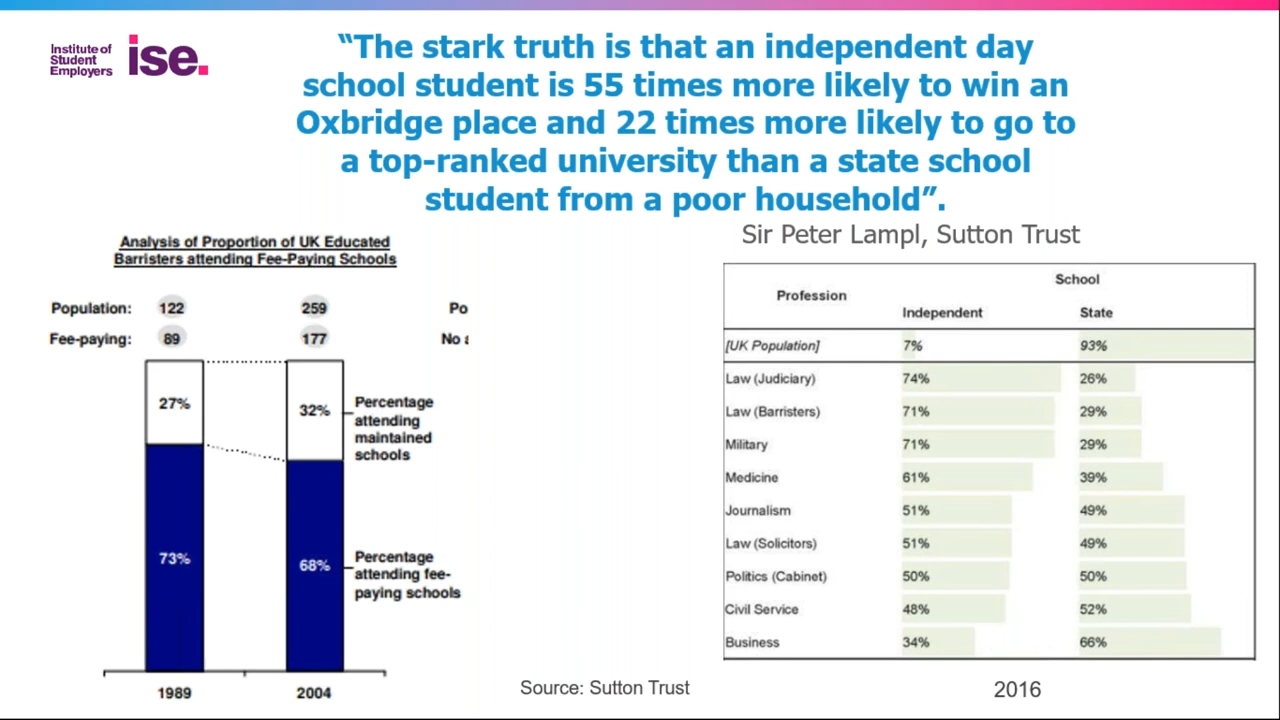 Institute of
Student
Employers
ise.
“The stark truth is that an independent day
school student is 55 times more likely to win an
Oxbridge place and 22 times more likely to go to
a top-ranked university than a state school
student from a poor household”.
Sir Peter Lampl, Sutton Trust
Analysis of Proportion of UK Educated
Barristers attending Fee-Paying Schools
Population: 122 259 Po
Fee-paying: 89 177 No
27% 32% Percentage
attending
maintained
schools
73% 68% Percentage
attending fee-
paying schools
1989 2004
Profession School
Independent State
[UK Population] 7% 93%
Law (Judiciary) 74% 26%
Law (Barristers) 71% 29%
Military 71% 29%
Medicine 61% 39%
Journalism 51% 49%
Law (Solicitors) 51% 49%
Politics (Cabinet) 50% 50%
Civil Service 48% 52%
Business 34% 66%
Source: Sutton Trust
2016